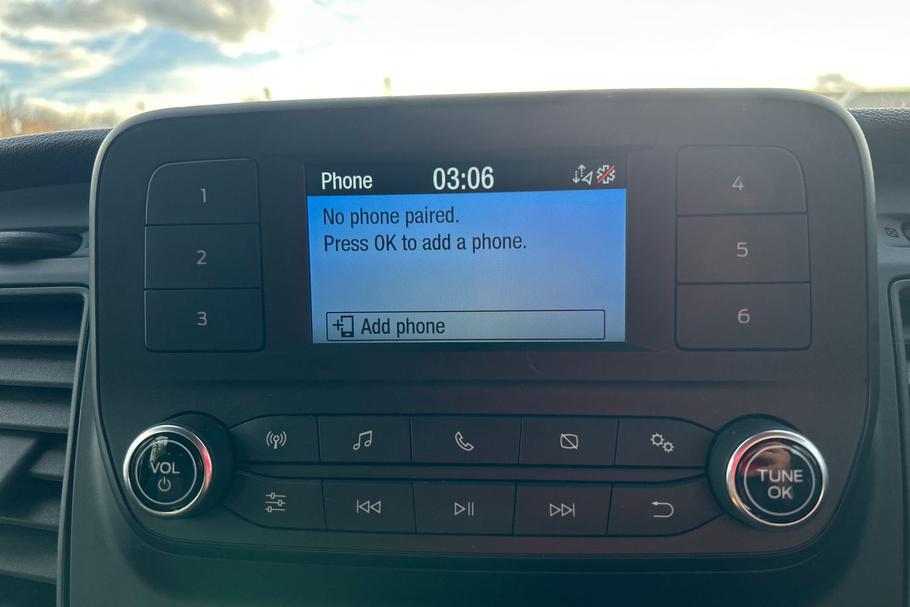 Phone 03:06
No phone paired.
Press OK to add a phone.
Add phone
1
2
3
4
5
6
VOL
TUNE
OK